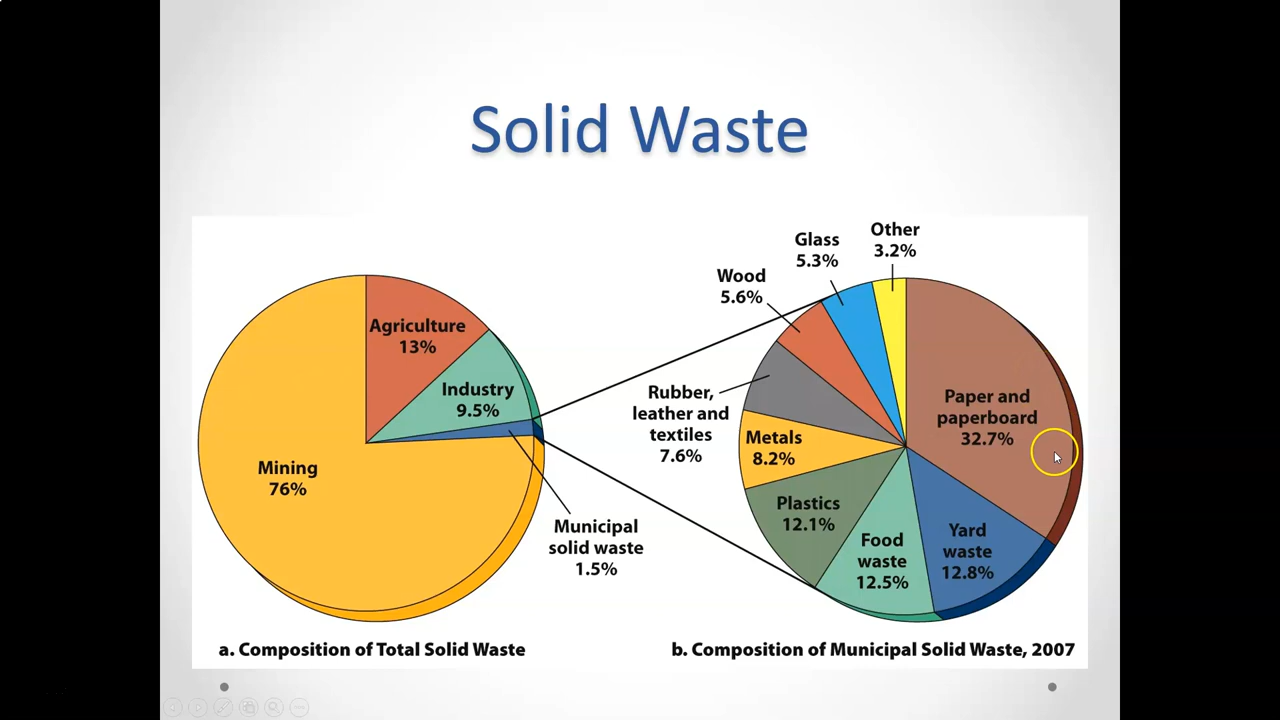 Solid Waste
Agriculture
13%
Industry
9.5%
Mining
76%
Municipal
solid waste
1.5%
a. Composition of Total Solid Waste
Other
3.2%
Glass
5.3%
Wood
5.6%
Rubber,
leather and
textiles
7.6%
Metals
8.2%
Plastics
12.1%
Food
waste
12.5%
Yard
waste
12.8%
Paper and
paperboard
32.7%
b. Composition of Municipal Solid Waste, 2007